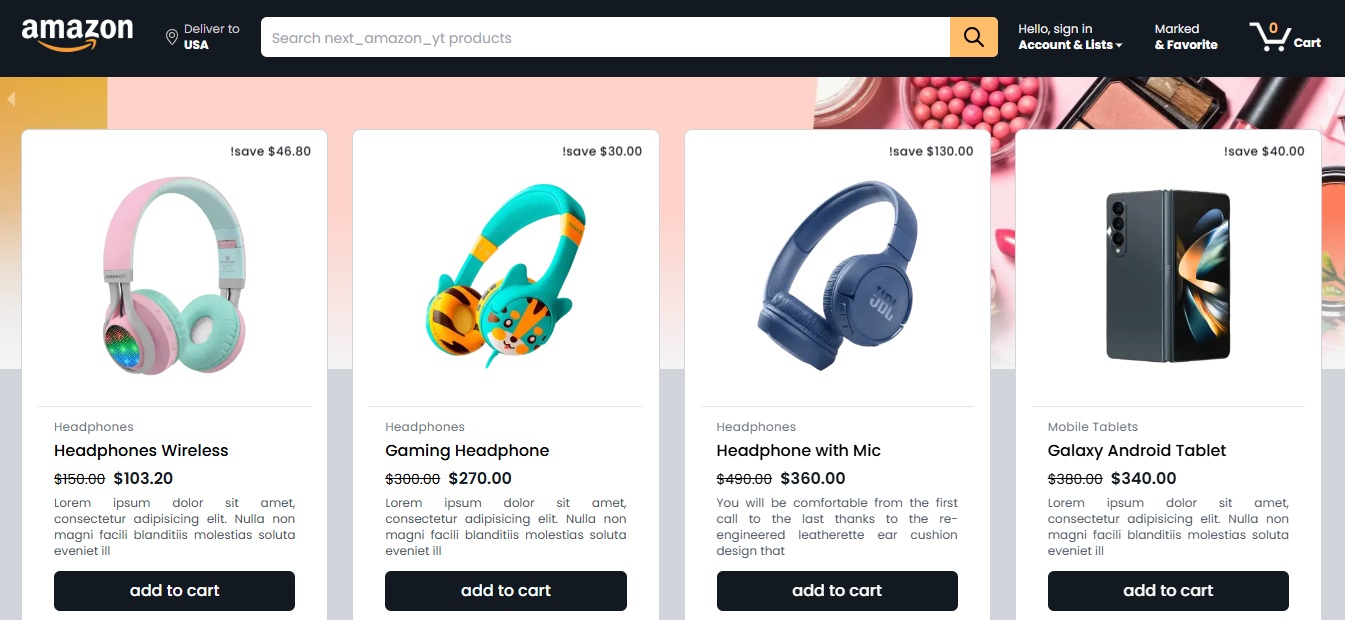 amazon
Deliver to
USA
Search next_amazon_yt products
Hello, sign in
Account & Lists
Marked
& Favorite
0
Cart
!save $46.80
!save $30.00
!save $130.00
!save $40.00
JBL
Headphones
Headphones Wireless
$150.00 $103.20
Lorem ipsum dolor sit amet,
consectetur adipisicing elit. Nulla non
magni facili blanditiis molestias soluta
eveniet ill
add to cart
Headphones
Gaming Headphone
$300.00 $270.00
Lorem ipsum dolor sit amet,
consectetur adipisicing elit. Nulla non
magni facili blanditiis molestias soluta
eveniet ill
add to cart
Headphones
Headphone with Mic
$490.00 $360.00
You will be comfortable from the first
call to the last thanks to the re-
engineered leatherette ear cushion
design that
add to cart
Mobile Tablets
Galaxy Android Tablet
$380.00 $340.00
Lorem ipsum dolor sit amet,
consectetur adipisicing elit. Nulla non
magni facili blanditiis molestias soluta
eveniet ill
add to cart